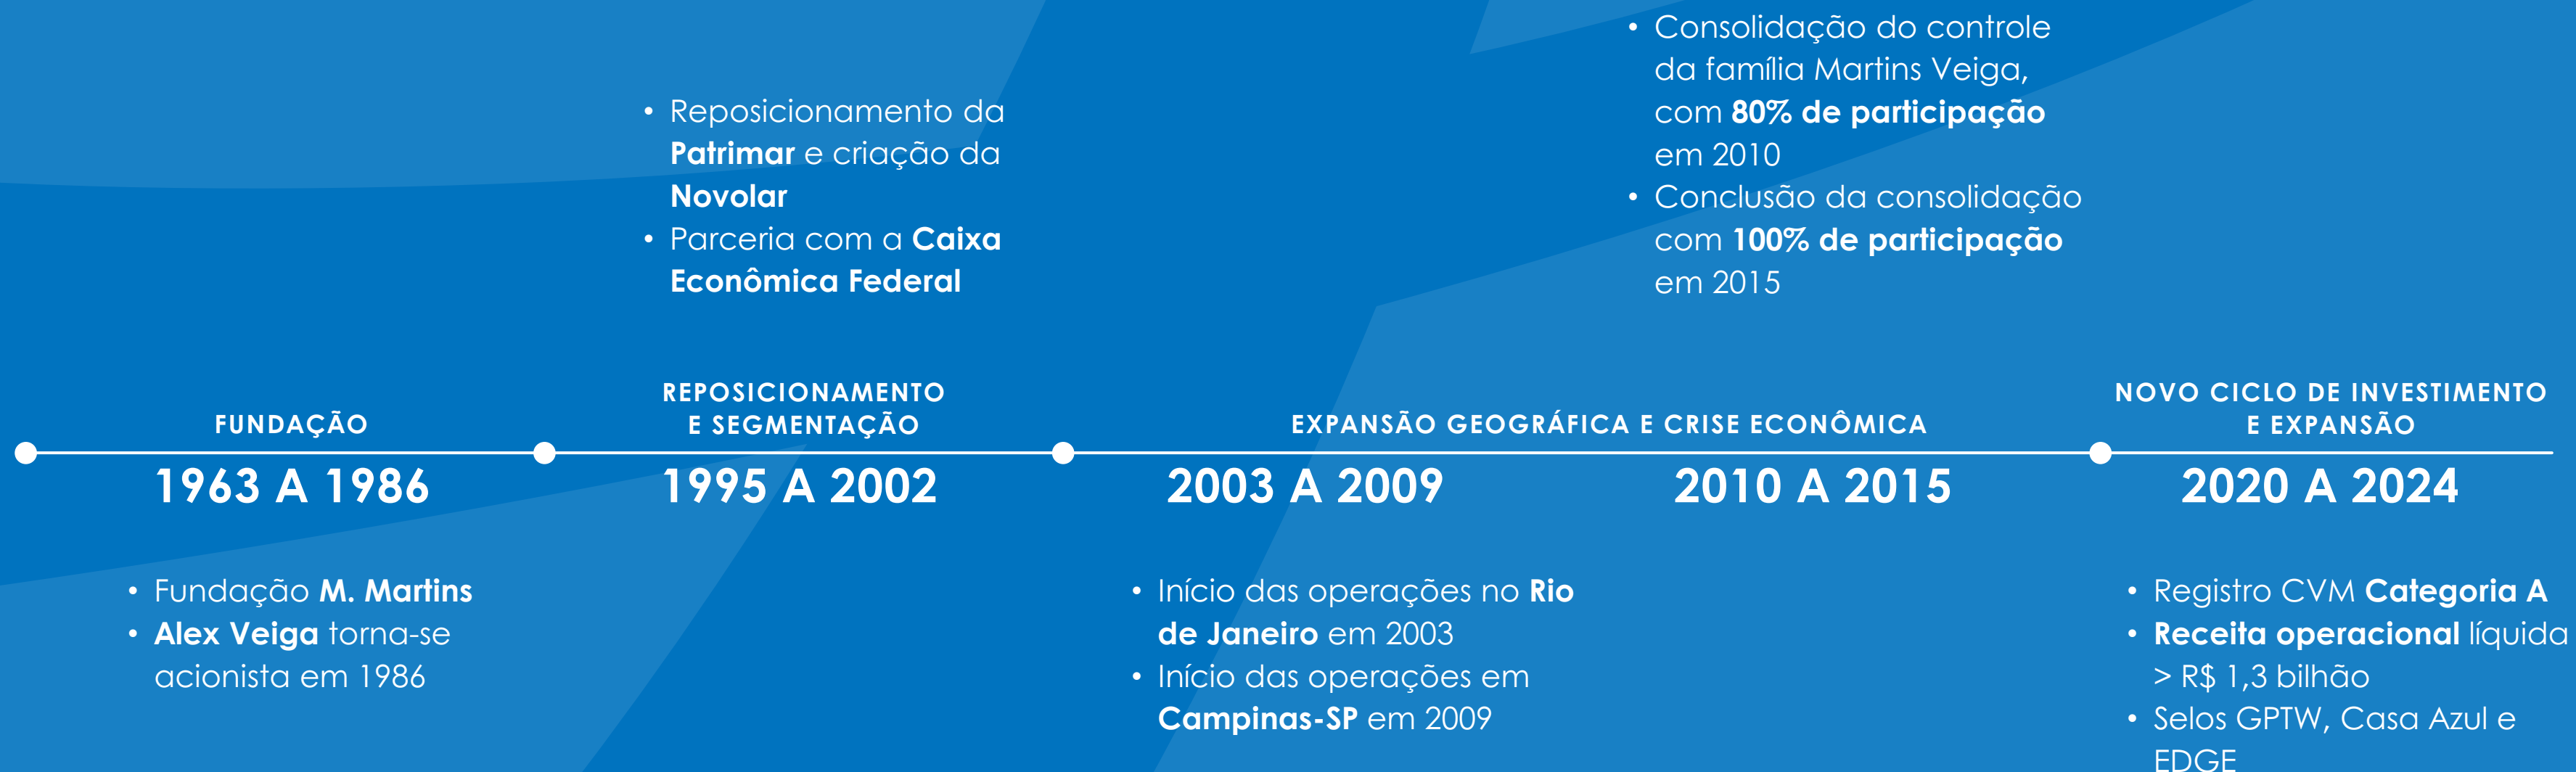 • Consolidação do controle
da família Martins Veiga,
com 80% de participação
em 2010
• Conclusão da consolidação
com 100% de participação
em 2015
• Reposicionamento da
Patrimar e criação da
Novolar
• Parceria com a Caixa
Econômica Federal
FUNDAÇÃO
1963 A 1986
REPOSICIONAMENTO
E SEGMENTAÇÃO
1995 A 2002
EXPANSÃO GEOGRÁFICA E CRISE ECONÔMICA
2003 A 2009
2010 A 2015
NOVO CICLO DE INVESTIMENTO
E EXPANSÃO
2020 A 2024
• Fundação M. Martins
• Alex Veiga torna-se
acionista em 1986
• Início das operações no Rio
de Janeiro em 2003
• Início das operações em
Campinas-SP em 2009
• Registro CVM Categoria A
• Receita operacional líquida
> R$ 1,3 bilhão
• Selos GPTW, Casa Azul e
EDGE